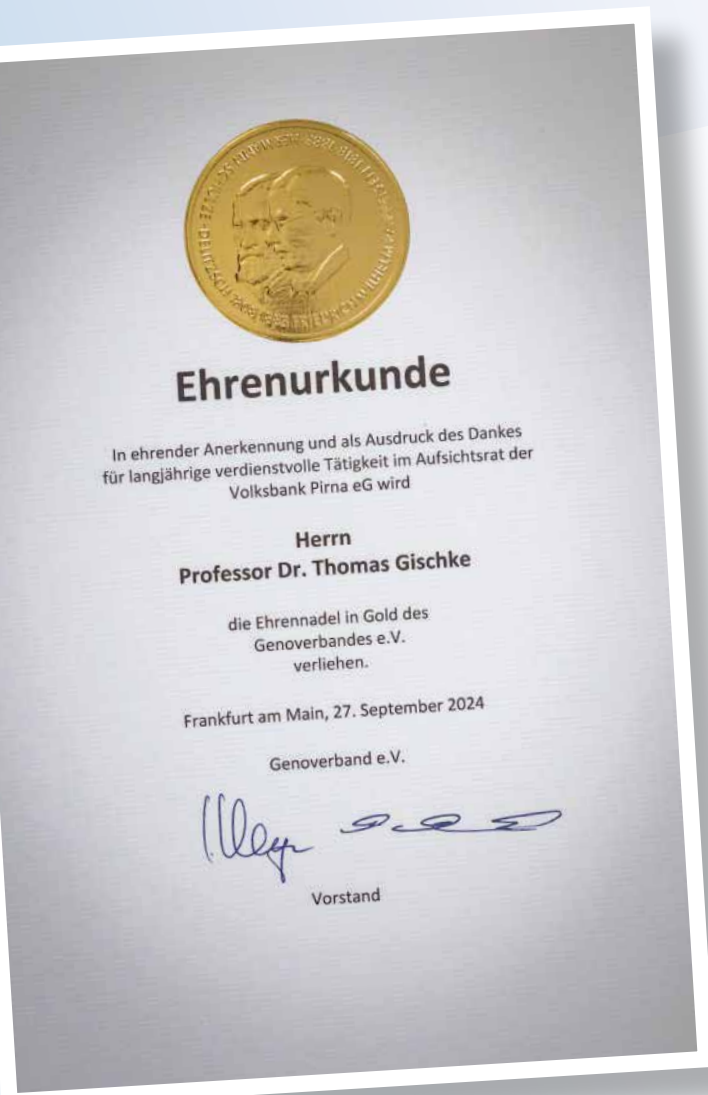 Ehrenurkunde
In ehrender Anerkennung und als Ausdruck des Dankes
für langjährige verdienstvolle Tätigkeit im Aufsichtsrat der
Volksbank Pirna eG wird
Herrn
Professor Dr. Thomas Gischke
die Ehrennadel in Gold des
Genoverbandes e.V.
verliehen.
Frankfurt am Main, 27. September 2024
Genoverband e.V.
Vorstand